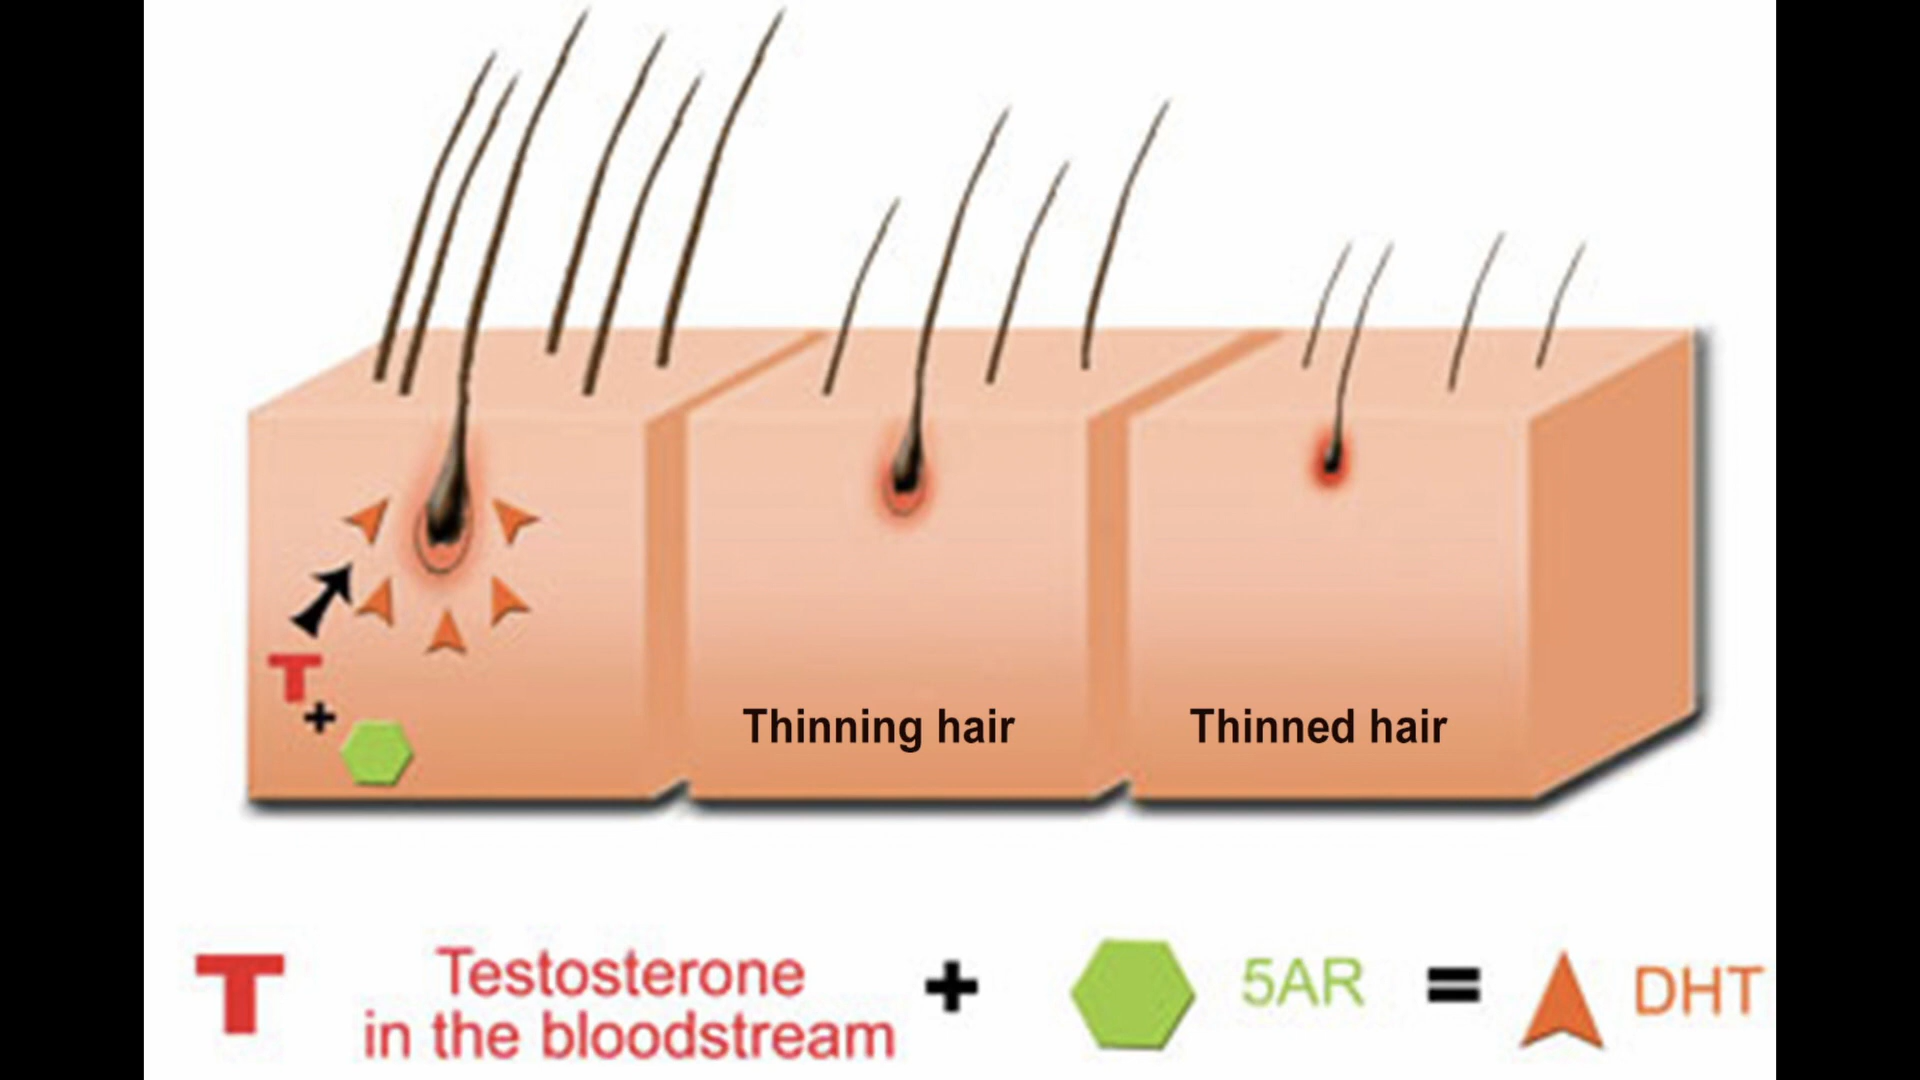 T
+
Thinning hair
Thinned hair
T Testosterone + 5AR = DHT
in the bloodstream